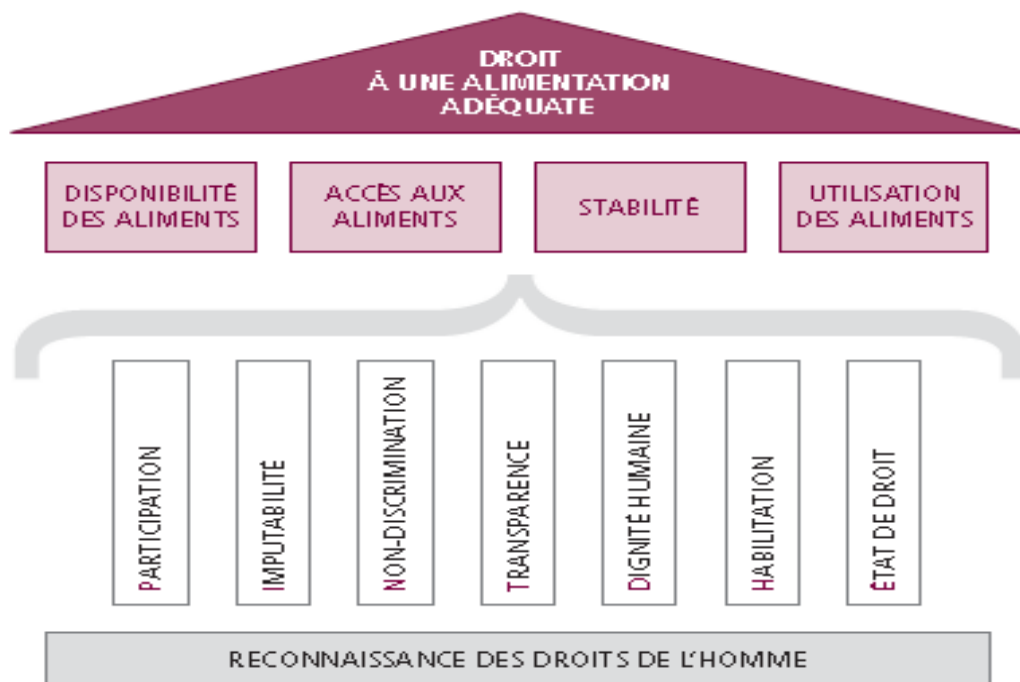 DROIT
À UNE ALIMENTATION
ADÉQUATE
DISPONIBILITÉ
DES ALIMENTS
ACCÈS AUX
ALIMENTS
STABILITÉ
UTILISATION
DES ALIMENTS
PARTICIPATION
IMPUTABILITÉ
NON-DISCRIMINATION
TRANSPARENCE
DIGNITÉ HUMAINE
HABILITATION
ÉTAT DE DROIT
RECONNAISSANCE DES DROITS DE L'HOMME